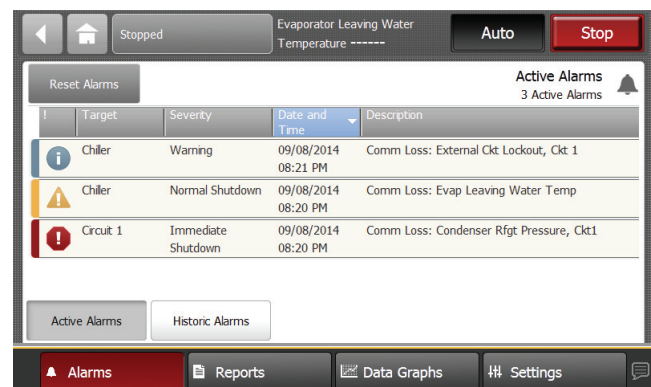 Stopped
Evaporator Leaving Water
Temperature ------
Auto
Stop
Reset Alarms
Active Alarms
3 Active Alarms
! Target Severity Date and Time Description
Chiller Warning 09/08/2014 Comm Loss: External Ckt Lockout, Ckt 1
08:21 PM
Chiller Normal Shutdown 09/08/2014 Comm Loss: Evap Leaving Water Temp
08:20 PM
Circuit 1 Immediate 09/08/2014 Comm Loss: Condenser Rfgt Pressure, Ckt1
Shutdown 08:20 PM
Active Alarms
Historic Alarms
Alarms
Reports
Data Graphs
Settings